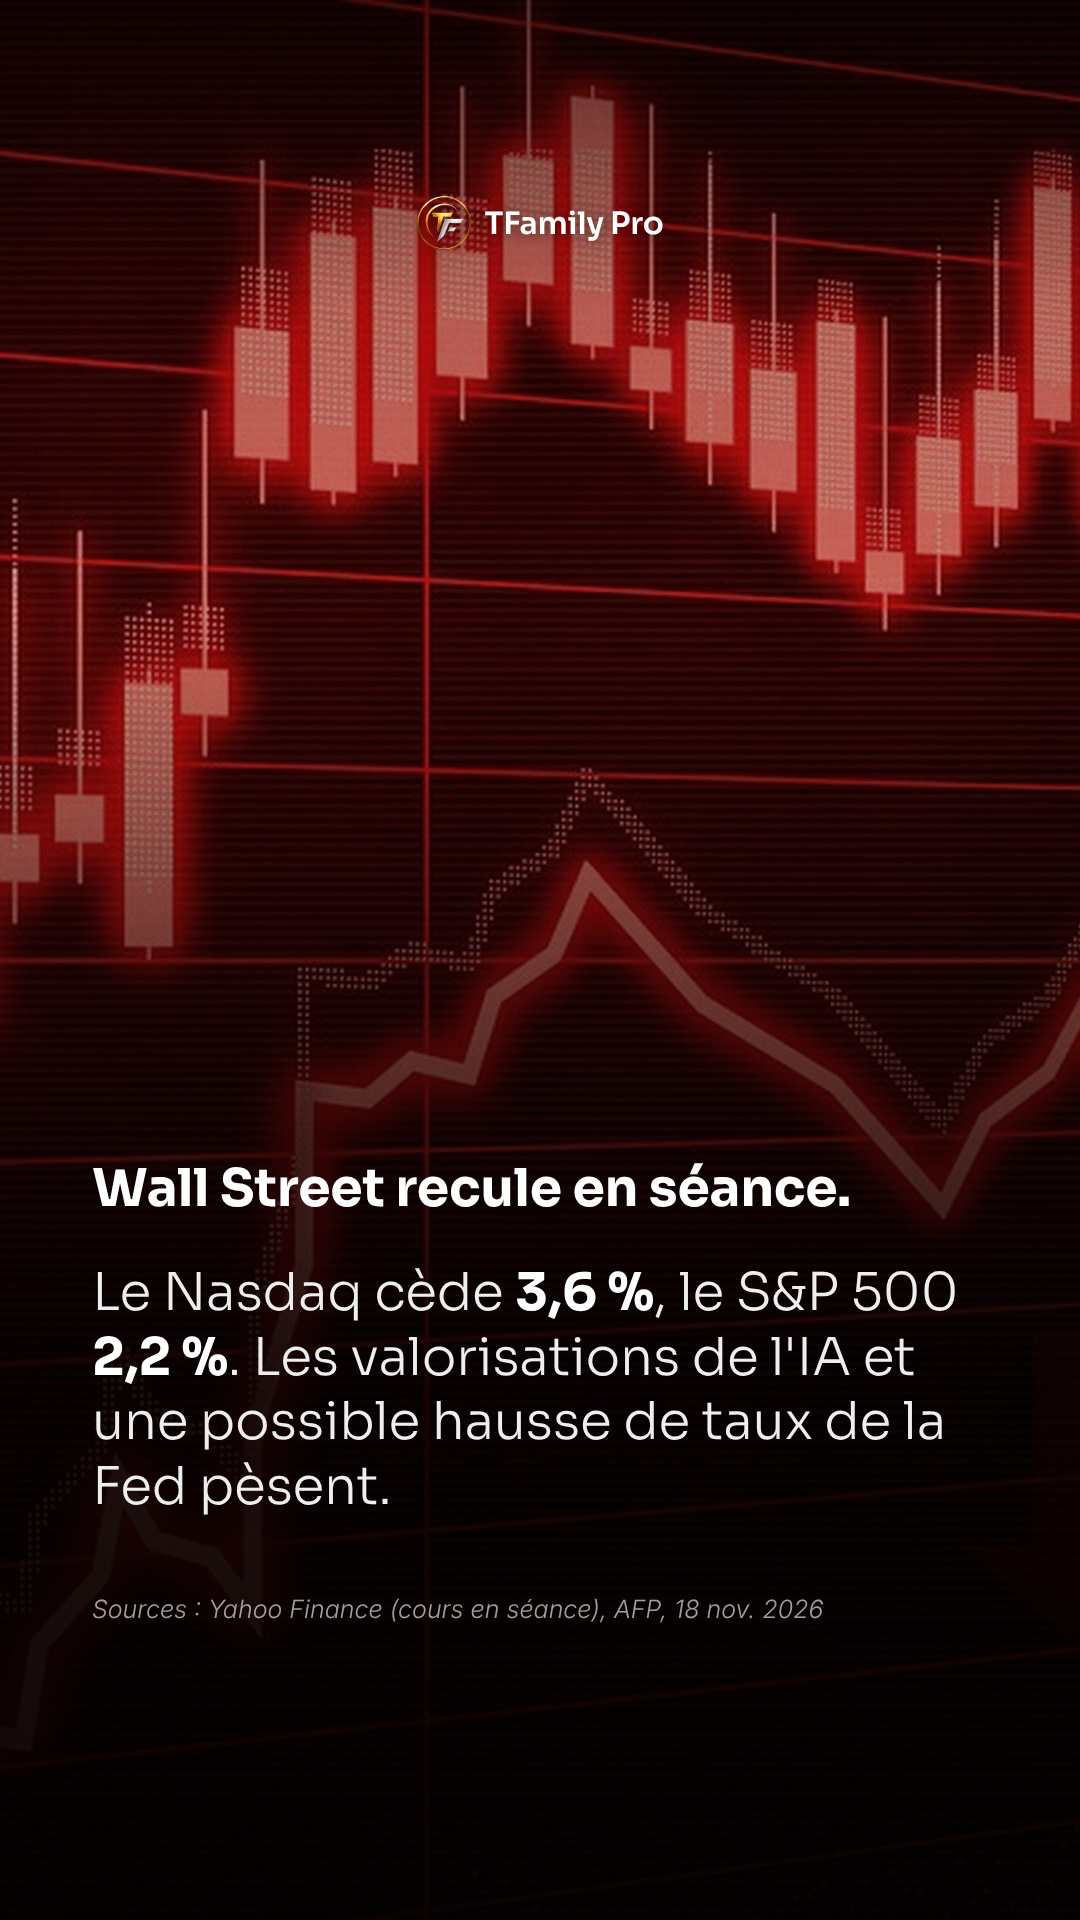 TFamily Pro
Wall Street recule en séance.
Le Nasdaq cède 3,6 %, le S&P 500
2,2 %. Les valorisations de l'IA et
une possible hausse de taux de la
Fed pèsent.
Sources : Yahoo Finance (cours en séance), AFP, 18 nov. 2026